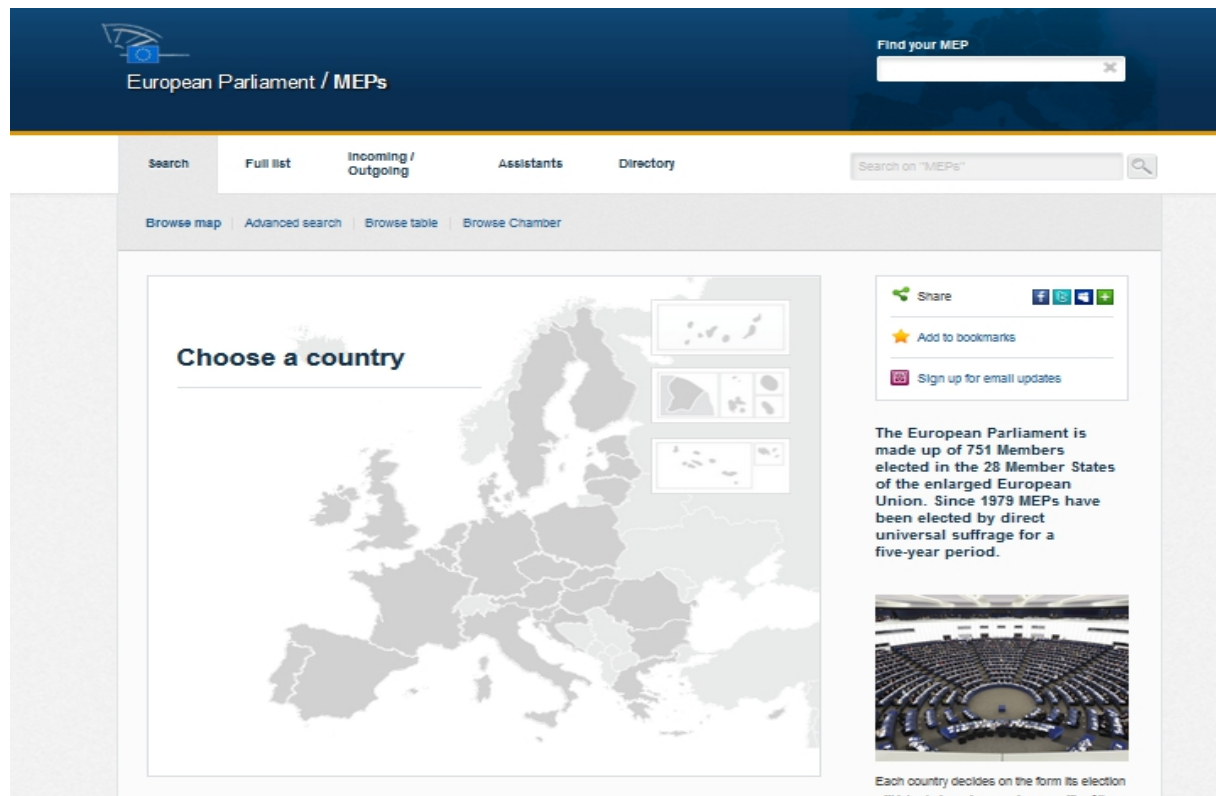 Find your MEP
European Parliament / MEPs
Search
Full list
Incoming /
Outgoing
Assistants
Directory
Search on "MEPs"
Browse map
Advanced search
Browse table
Browse Chamber
Choose a country
Share
Add to bookmarks
Sign up for email updates
The European Parliament is
made up of 751 Members
elected in the 28 Member States
of the enlarged European
Union. Since 1979 MEPs have
been elected by direct
universal suffrage for a
five-year period.
Each country decides on the form its election